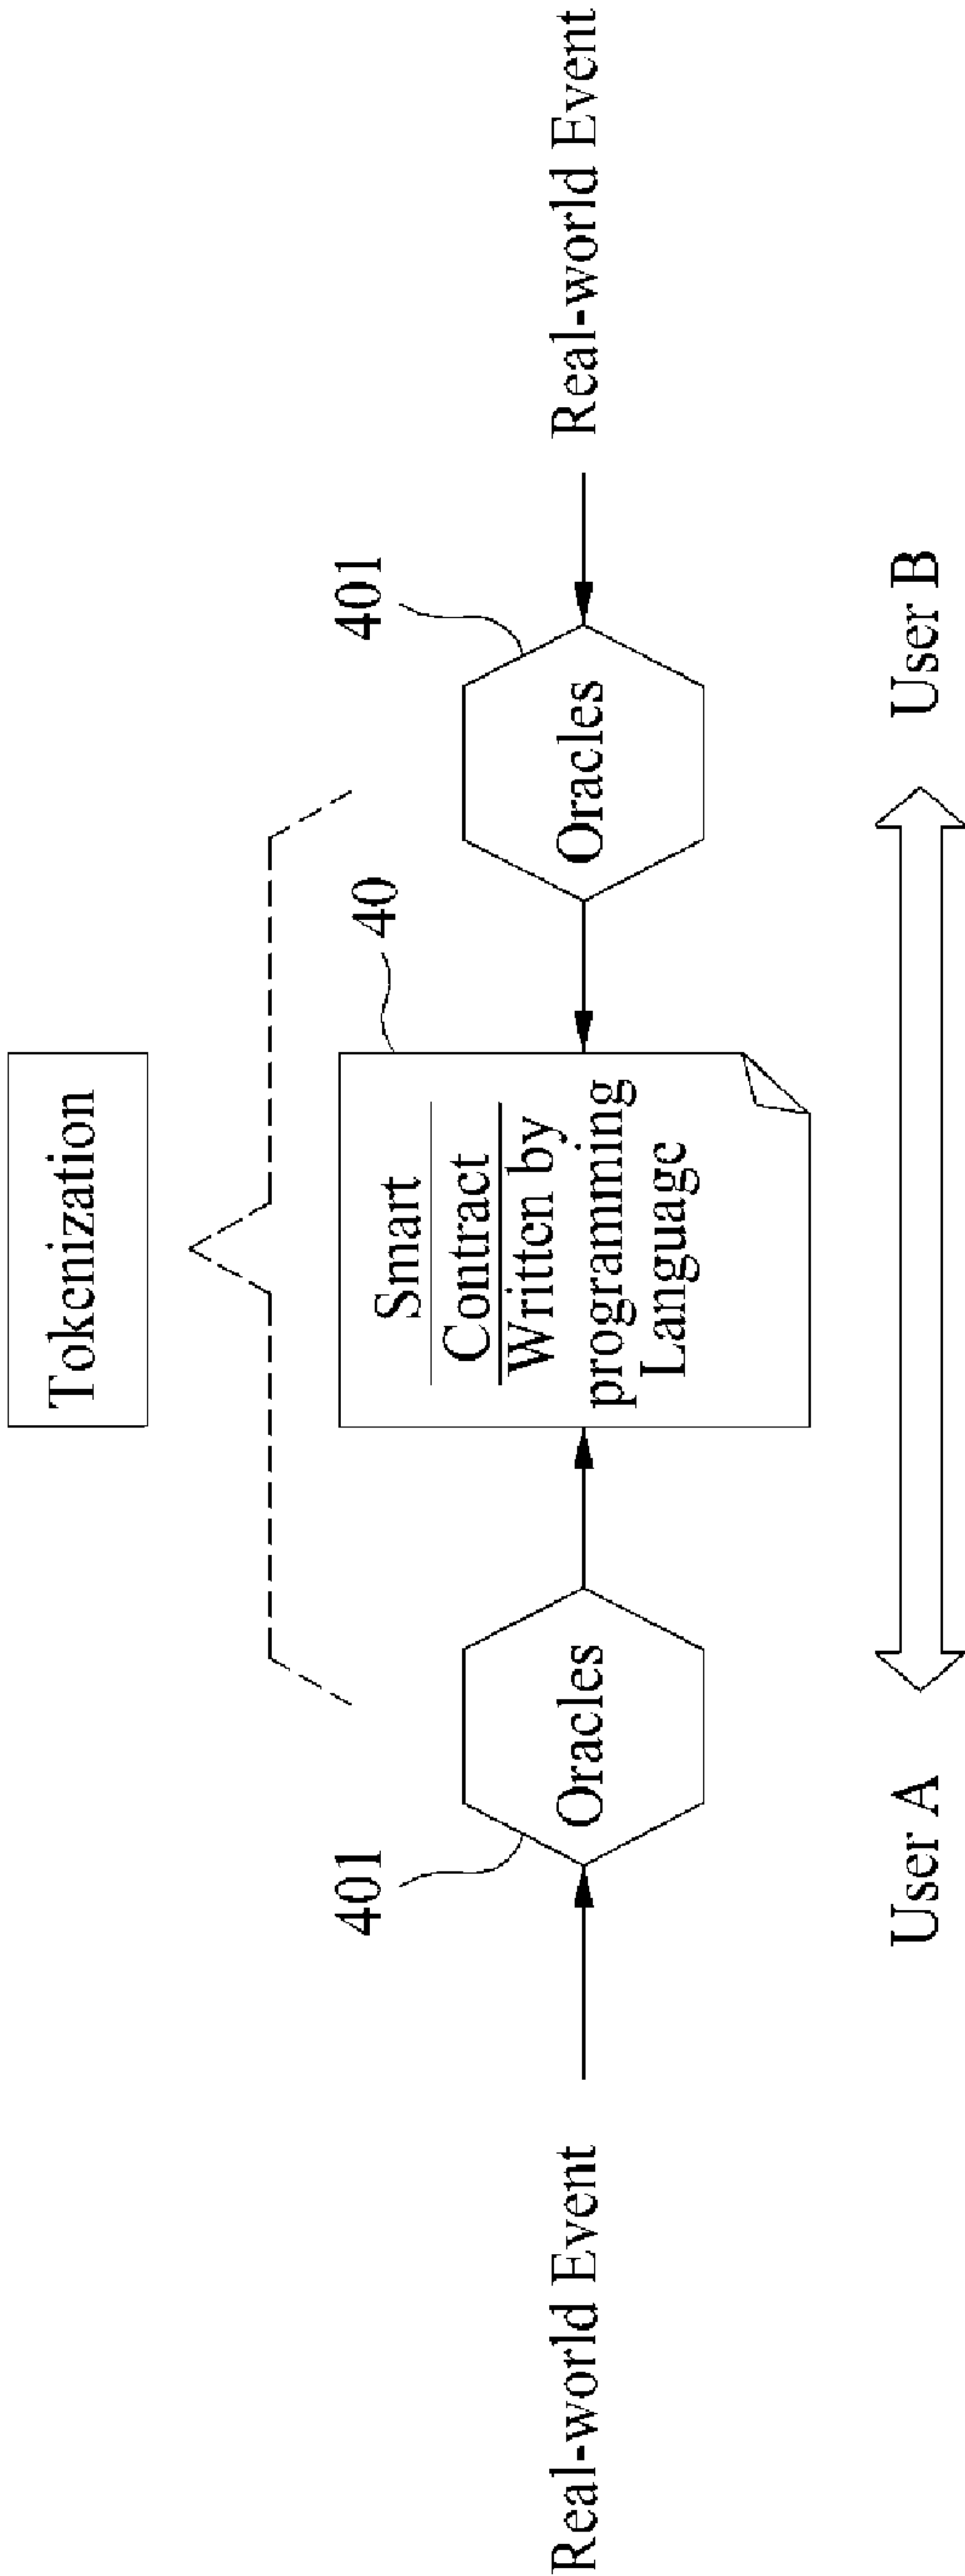 Tokenization
401
40
401
Real-world Event
Oracles
Smart
Contract
Written by
programming
Language
Oracles
Real-world Event
User A
User B